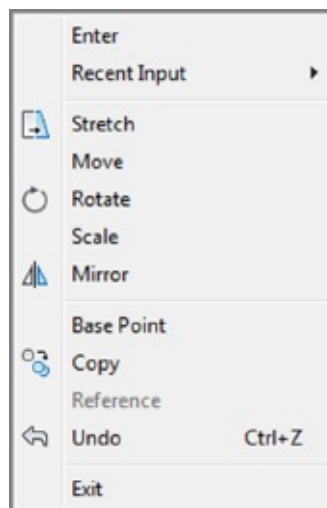 Enter
Recent Input
Stretch
Move
Rotate
Scale
Mirror
Base Point
Copy
Reference
Undo Ctrl+Z
Exit